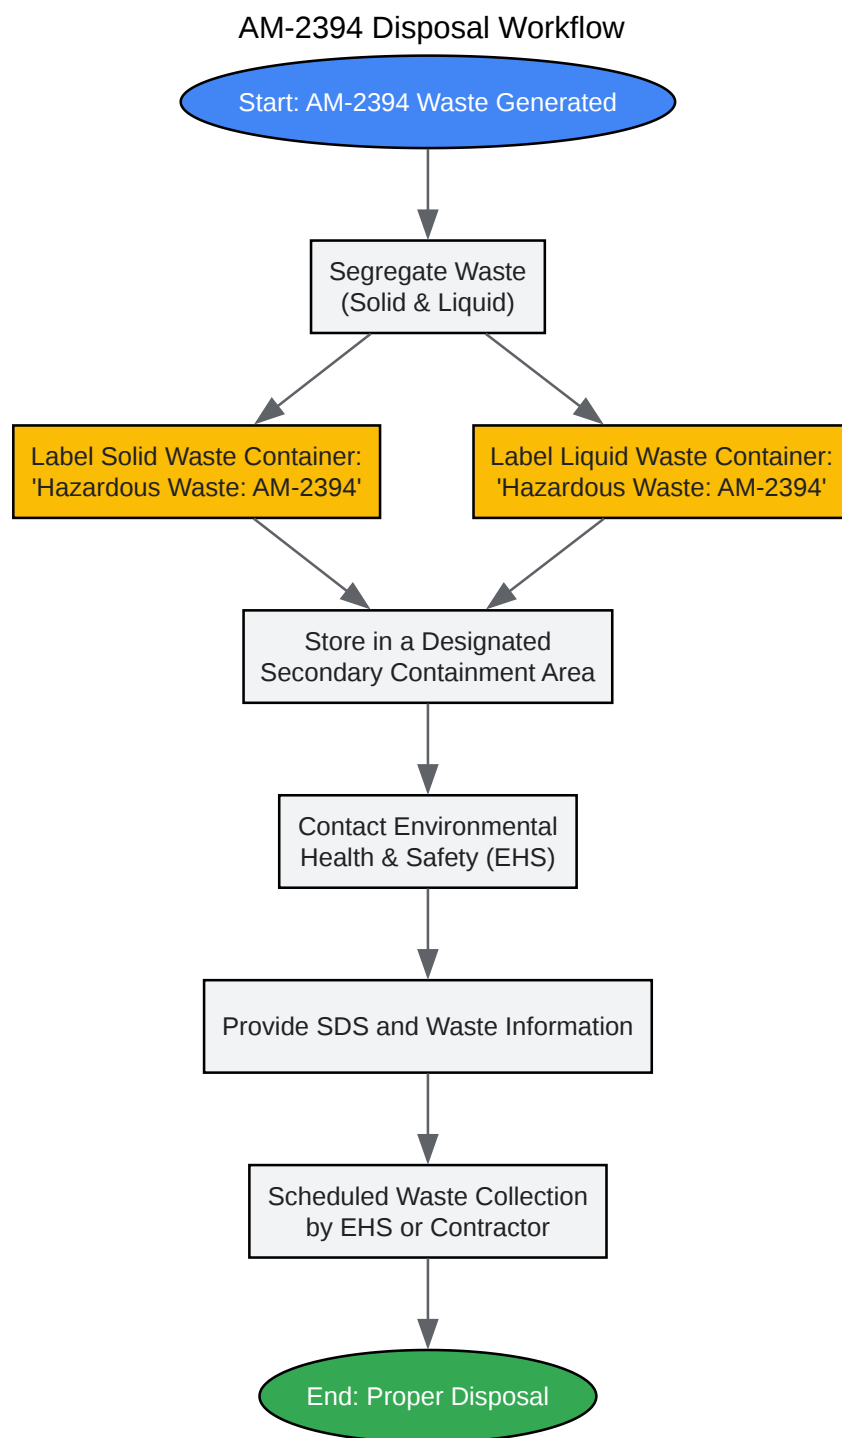 AM-2394 Disposal Workflow
Start: AM-2394 Waste Generated
Segregate Waste
(Solid & Liquid)
Label Solid Waste Container:
'Hazardous Waste: AM-2394'
Label Liquid Waste Container:
'Hazardous Waste: AM-2394'
Store in a Designated
Secondary Containment Area
Contact Environmental
Health & Safety (EHS)
Provide SDS and Waste Information
Scheduled Waste Collection
by EHS or Contractor
End: Proper Disposal